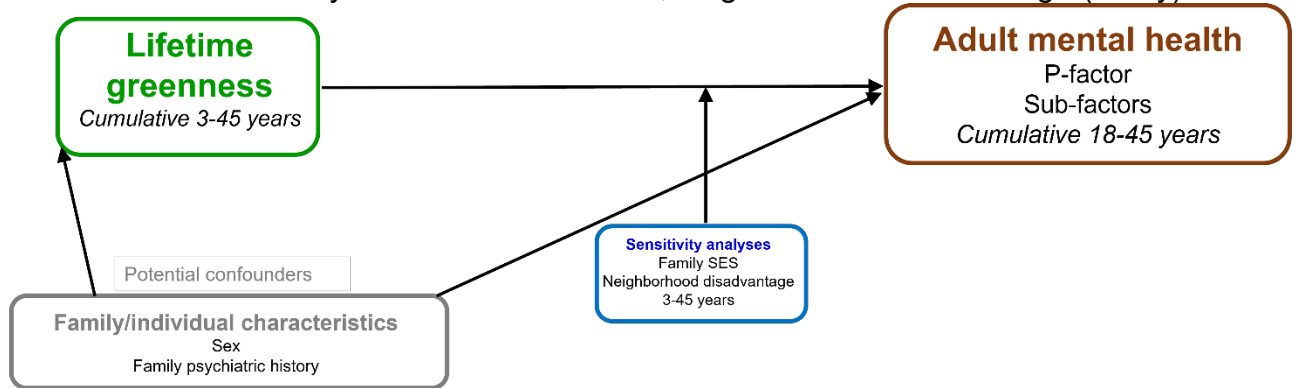 Lifetime
greenness
Cumulative 3-45 years
Adult mental health
P-factor
Sub-factors
Cumulative 18-45 years
Sensitivity analyses
Family SES
Neighborhood disadvantage
3-45 years
Potential confounders
Family/individual characteristics
Sex
Family psychiatric history